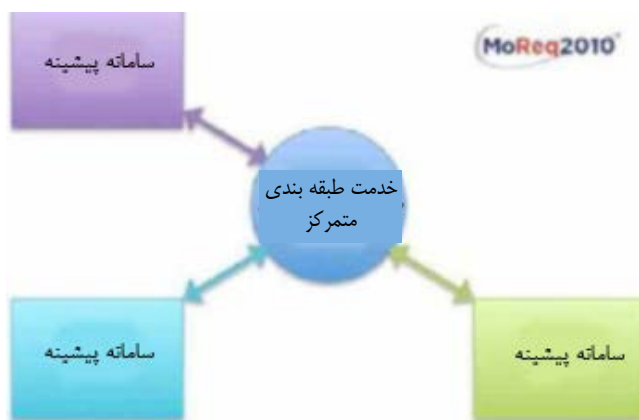 سامانه پیشینه
MoReq2010®
خدمت طبقه بندی
متمرکز
سامانه پیشینه
سامانه پیشینه